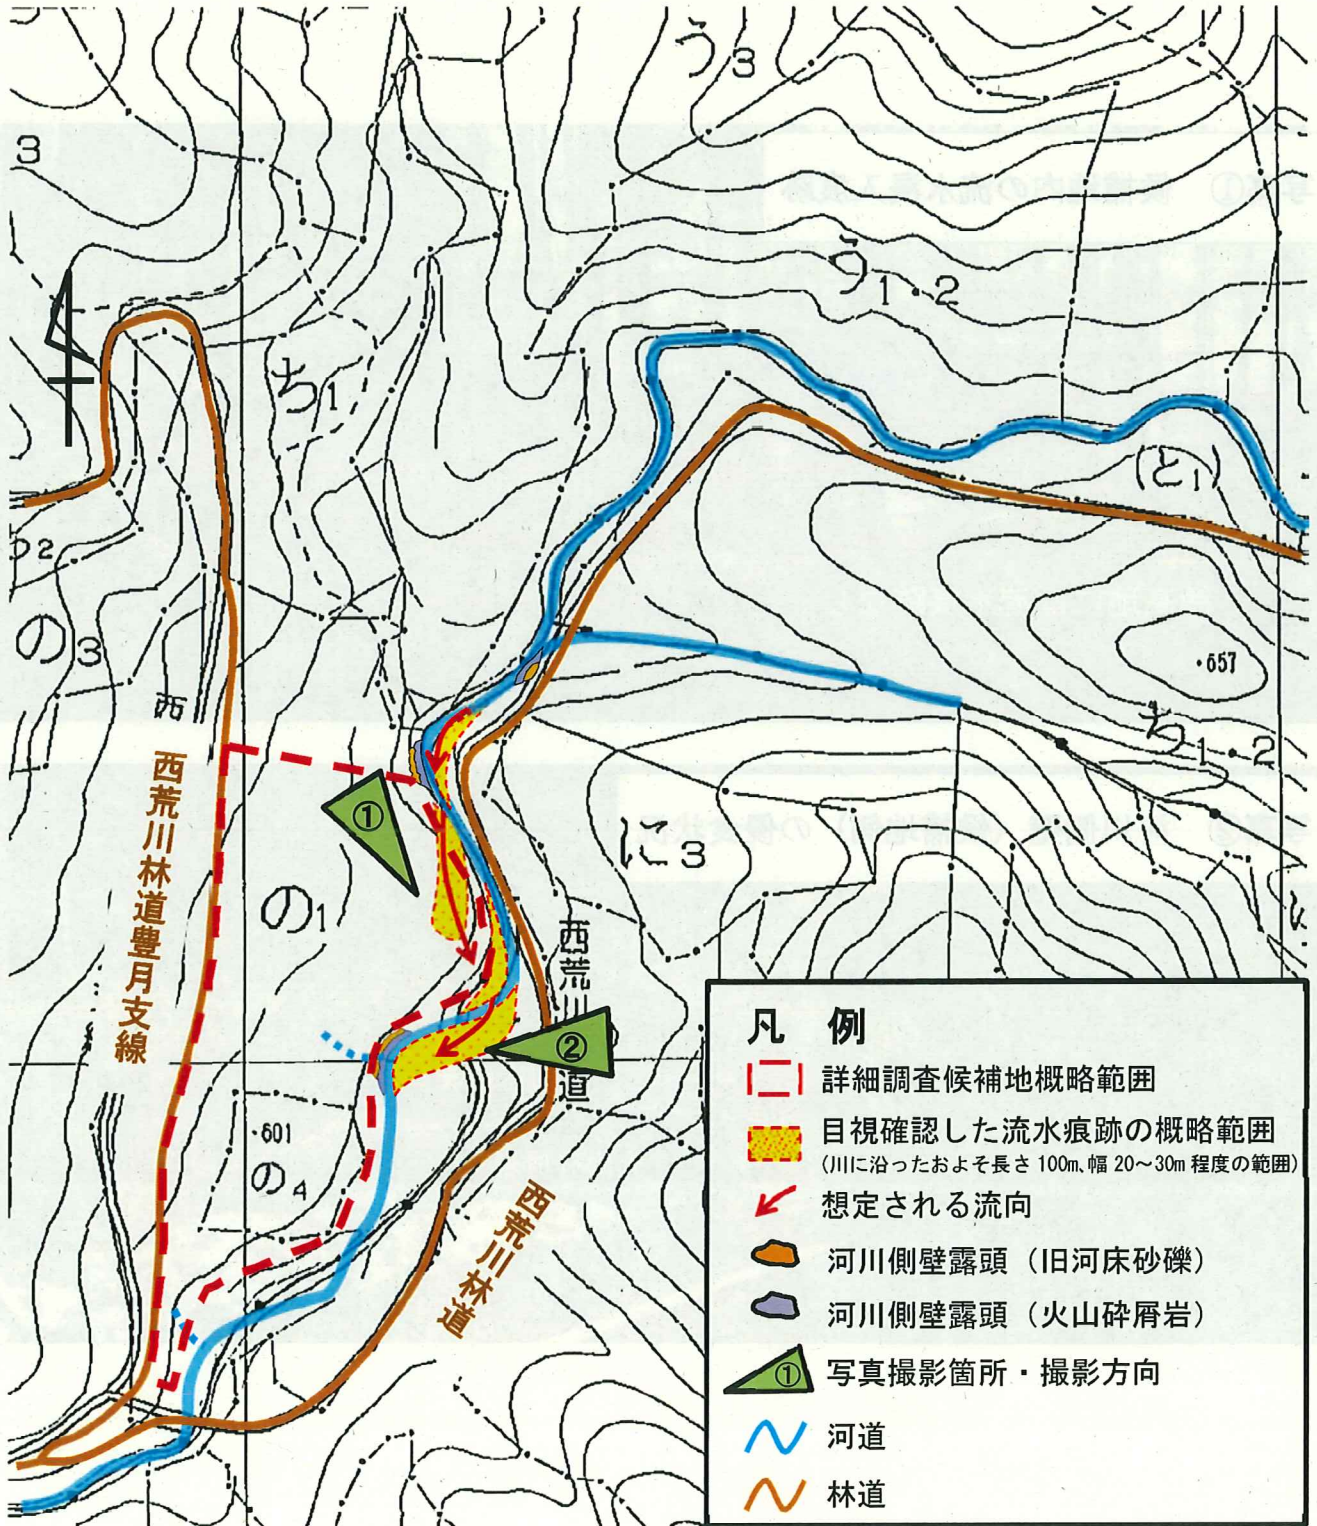 う3
3
う1・2
ち1
(と1)
つ2
の3
・657
西
ち1・2
西荒川林道豊月支線
①
に3
の1
西荒川
②
道
・601
の4
西荒川林道
凡 例
詳細調査候補地概略範囲
目視確認した流水痕跡の概略範囲
(川に沿ったおよそ長さ 100m、幅 20～30m 程度の範囲)
想定される流向
河川側壁露頭（旧河床砂礫）
河川側壁露頭（火山砕屑岩）
① 写真撮影箇所・撮影方向
河道
林道